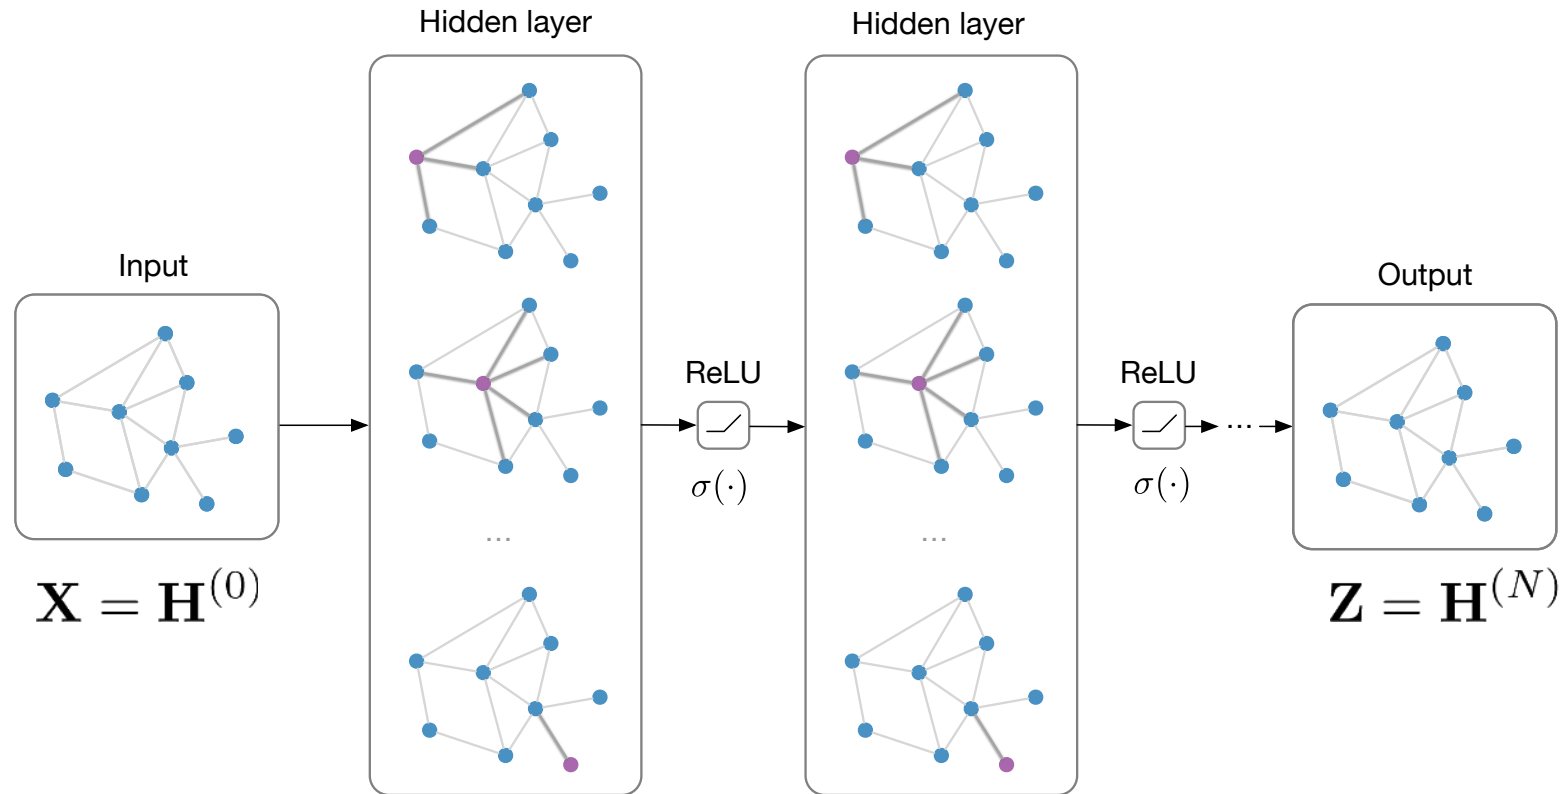 Input
X = H^{(0)}
Hidden layer
...
ReLU
σ(·)
Hidden layer
...
ReLU
σ(·)
...
Output
Z = H^{(N)}